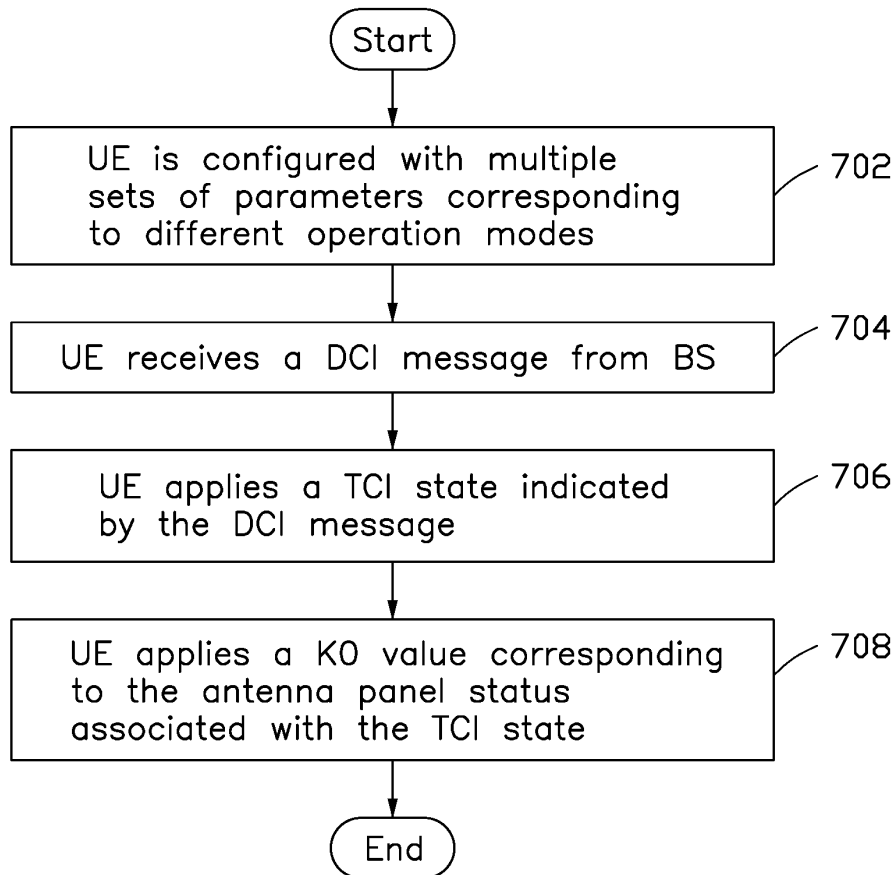 Start
UE is configured with multiple
sets of parameters corresponding
to different operation modes
702
UE receives a DCI message from BS
704
UE applies a TCI state indicated
by the DCI message
706
UE applies a K0 value corresponding
to the antenna panel status
associated with the TCI state
708
End